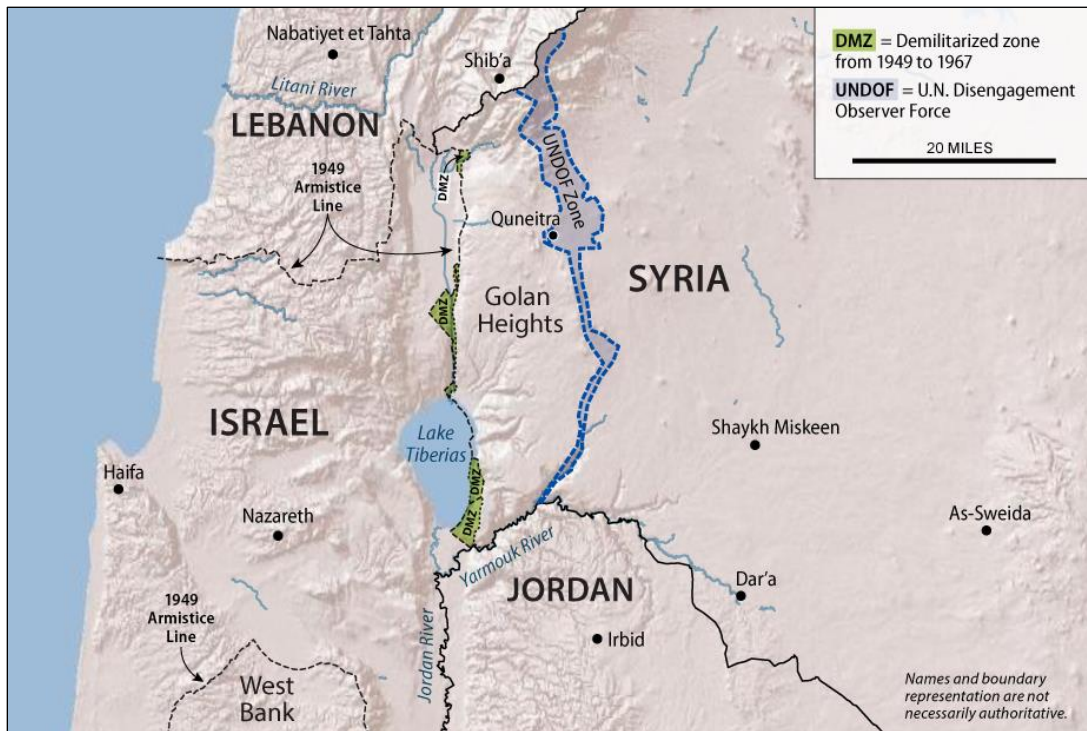 Nabatiyet et Tahta
Shib'a
Litani River
LEBANON
1949
Armistice
Line
DMZ
UNDOF Zone
Quneitra
SYRIA
DMZ
Golan
Heights
ISRAEL
Lake
Tiberias
Shaykh Miskeen
Haifa
DMZ
Nazareth
DMZ
As-Sweida
Yarmouk River
JORDAN
Dar'a
1949
Armistice
Line
Jordan River
Irbid
West
Bank
DMZ = Demilitarized zone
from 1949 to 1967
UNDOF = U.N. Disengagement
Observer Force
20 MILES
Names and boundary
representation are not
necessarily authoritative.